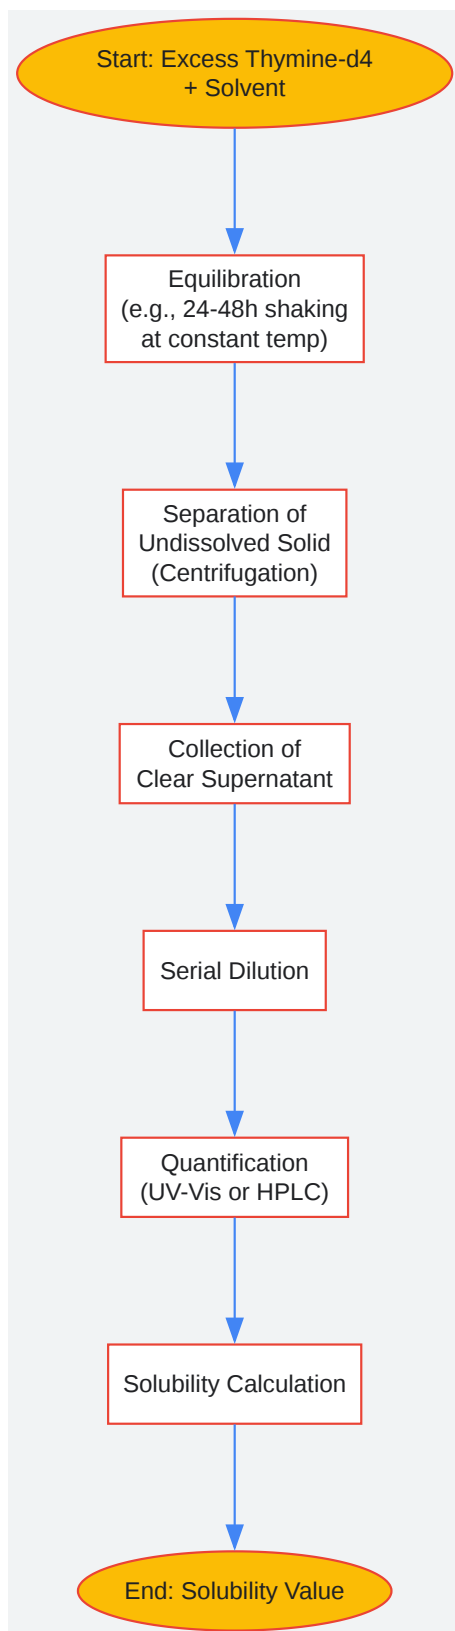 Start: Excess Thymine-d4
+ Solvent
Equilibration
(e.g., 24-48h shaking
at constant temp)
Separation of
Undissolved Solid
(Centrifugation)
Collection of
Clear Supernatant
Serial Dilution
Quantification
(UV-Vis or HPLC)
Solubility Calculation
End: Solubility Value